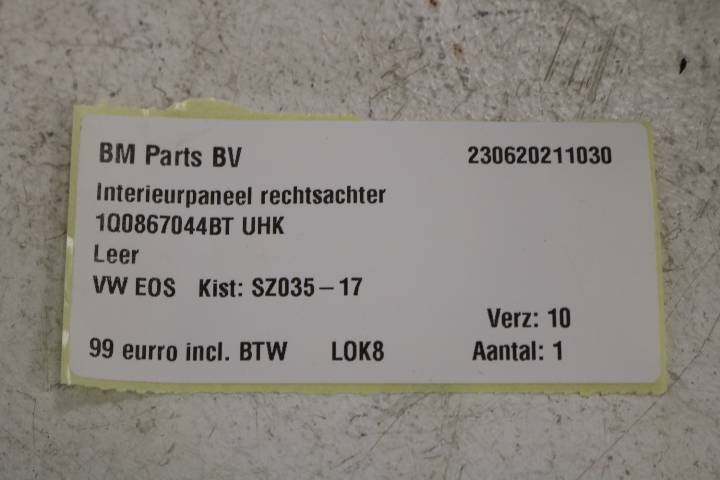 BM Parts BV 230620211030
Interieurpaneel rechtsachter
1Q0867044BT UHK
Leer
VW EOS Kist: SZ035-17
Verz: 10
99 eurro incl. BTW LOK8 Aantal: 1